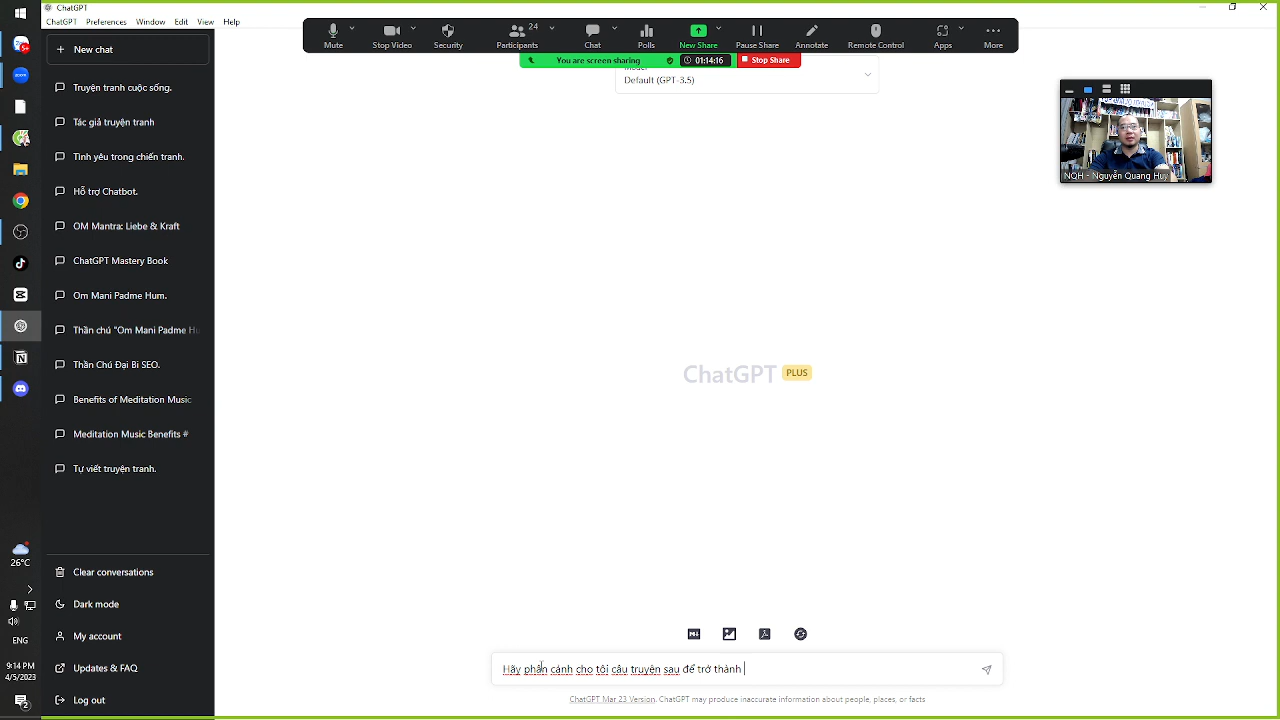 ChatGPT
ChatGPT Preferences Window Edit View Help
New chat
Truyện tranh cuộc sống.
Tác giả truyện tranh
Tình yêu trong chiến tranh.
Hỗ trợ Chatbot.
OM Mantra: Liebe & Kraft
ChatGPT Mastery Book
Om Mani Padme Hum.
Thần chú "Om Mani Padme Hu
Thần Chú Đại Bi SEO.
Benefits of Meditation Music
Meditation Music Benefits #
Tự viết truyện tranh.
Clear conversations
Dark mode
My account
Updates & FAQ
Log out
5+
26°C
ENG
9:14 PM
4/5/2023
2
Mute
Stop Video
Security
24
Participants
Chat
Polls
New Share
Pause Share
Annotate
Remote Control
Apps
More
You are screen sharing
01:14:16
Stop Share
Model
Default (GPT-3.5)
NQH - Nguyễn Quang Huy
ChatGPT PLUS
Hãy phân cảnh cho tôi câu truyện sau để trở thành
ChatGPT Mar 23 Version. ChatGPT may produce inaccurate information about people, places, or facts